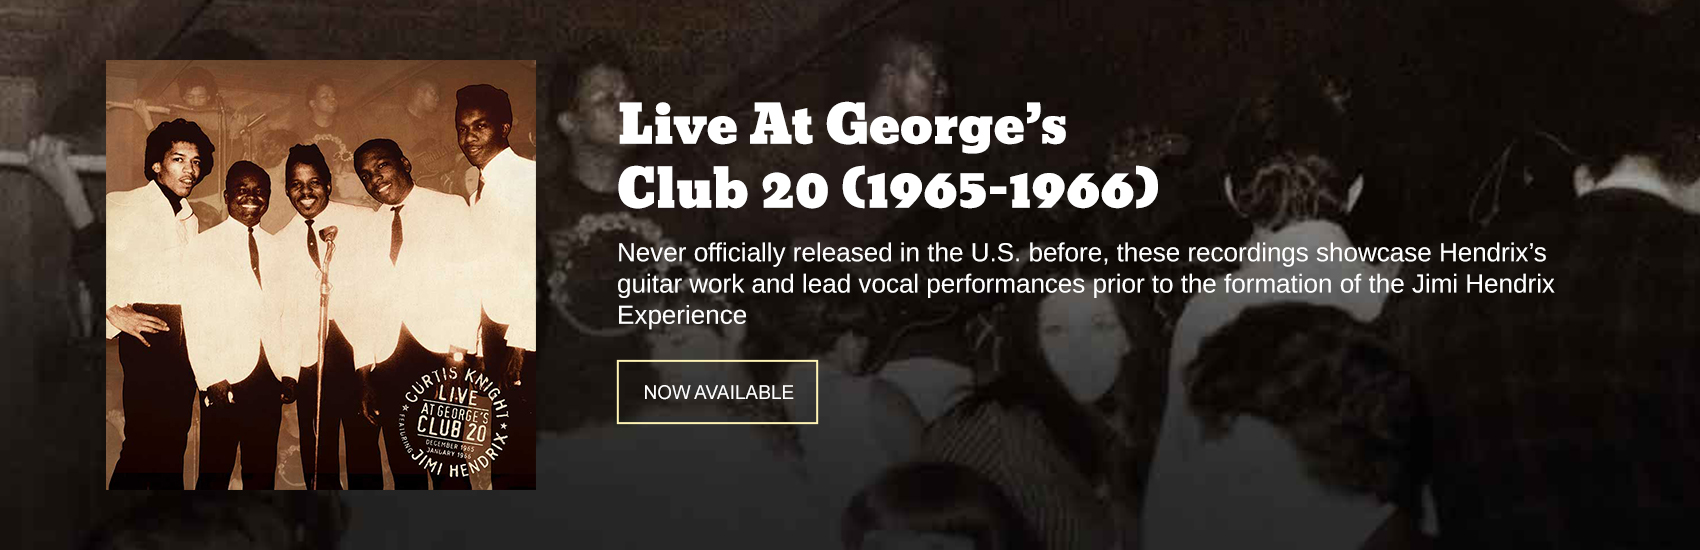 Live At George’s
Club 20 (1965-1966)
Never officially released in the U.S. before, these recordings showcase Hendrix’s
guitar work and lead vocal performances prior to the formation of the Jimi Hendrix
Experience
NOW AVAILABLE
CURTIS KNIGHT
LIVE
AT GEORGE'S
CLUB 20
DECEMBER 1965
JANUARY 1966
FEATURING
JIMI HENDRIX